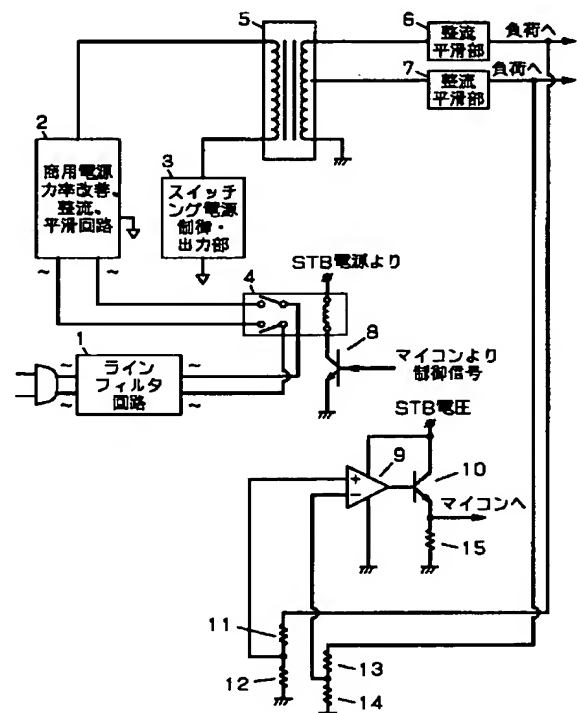 5
6
整流
平滑部
負荷へ
7
整流
平滑部
負荷へ
2
商用電源
力率改善、
整流、
平滑回路
3
スイッチ
ング電源
制御・
出力部
~
~
STB電源より
4
8
マイコンより
制御信号
1
ライン
フィルタ
回路
~
~
~
~
STB電圧
9
+
−
10
マイコンへ
15
11
12
13
14